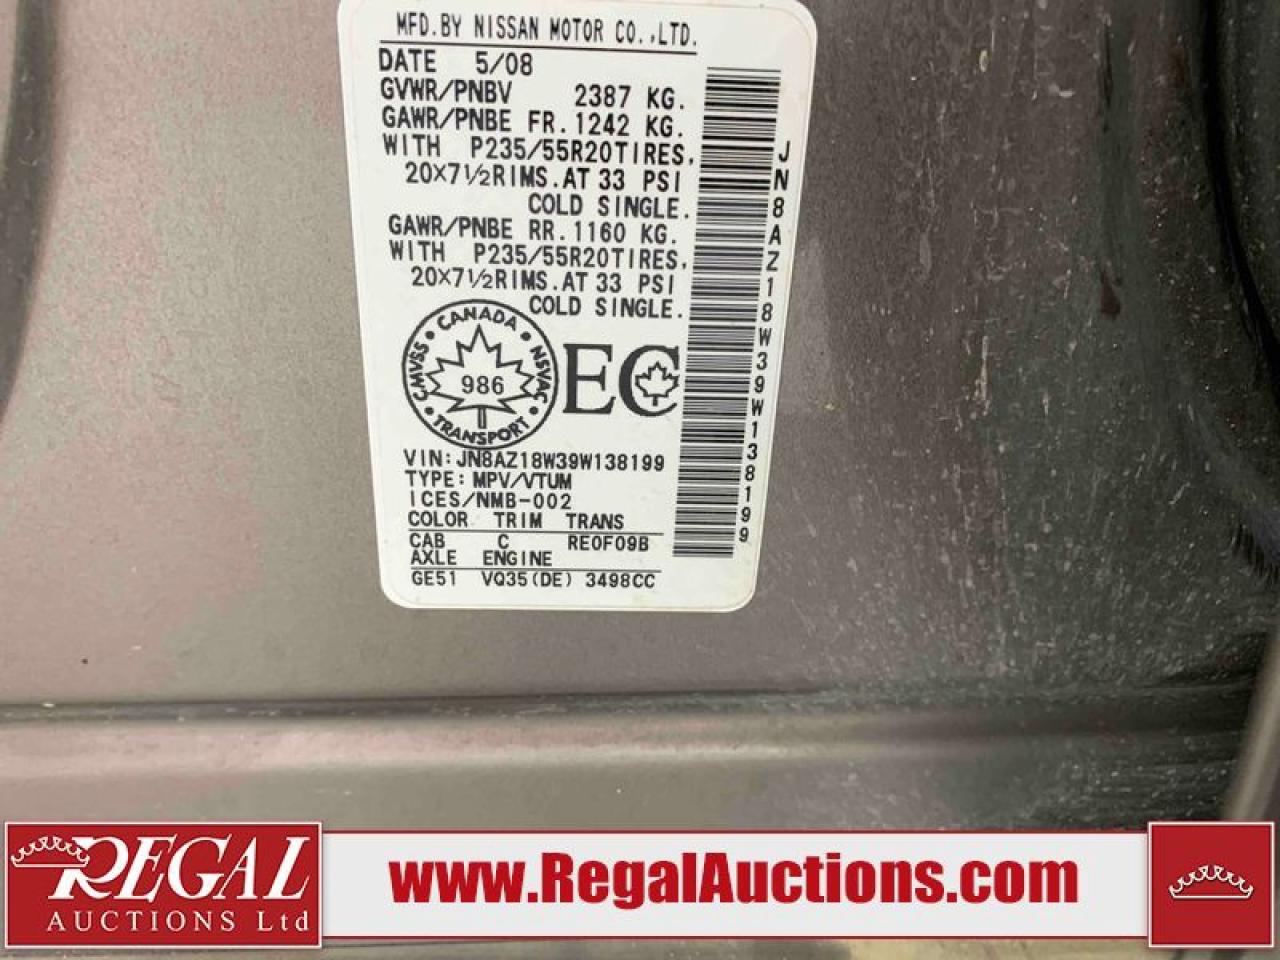 MFD.BY NISSAN MOTOR CO.,LTD.
DATE 5/08
GVWR/PNBV 2387 KG.
GAWR/PNBE FR.1242 KG.
WITH P235/55R20TIRES.
20X7½RIMS.AT 33 PSI
COLD SINGLE.
GAWR/PNBE RR.1160 KG.
WITH P235/55R20TIRES.
20X7½RIMS.AT 33 PSI
COLD SINGLE.
CANADA
CMVSS NSVAC
986
TRANSPORT
EC
VIN:JN8AZ18W39W138199
TYPE:MPV/VTUM
ICES/NMB-002
COLOR TRIM TRANS
CAB C RE0F09B
AXLE ENGINE
GE51 VQ35(DE) 3498CC
JN8AZ18W39W138199
REGAL
AUCTIONS Ltd
www.RegalAuctions.com